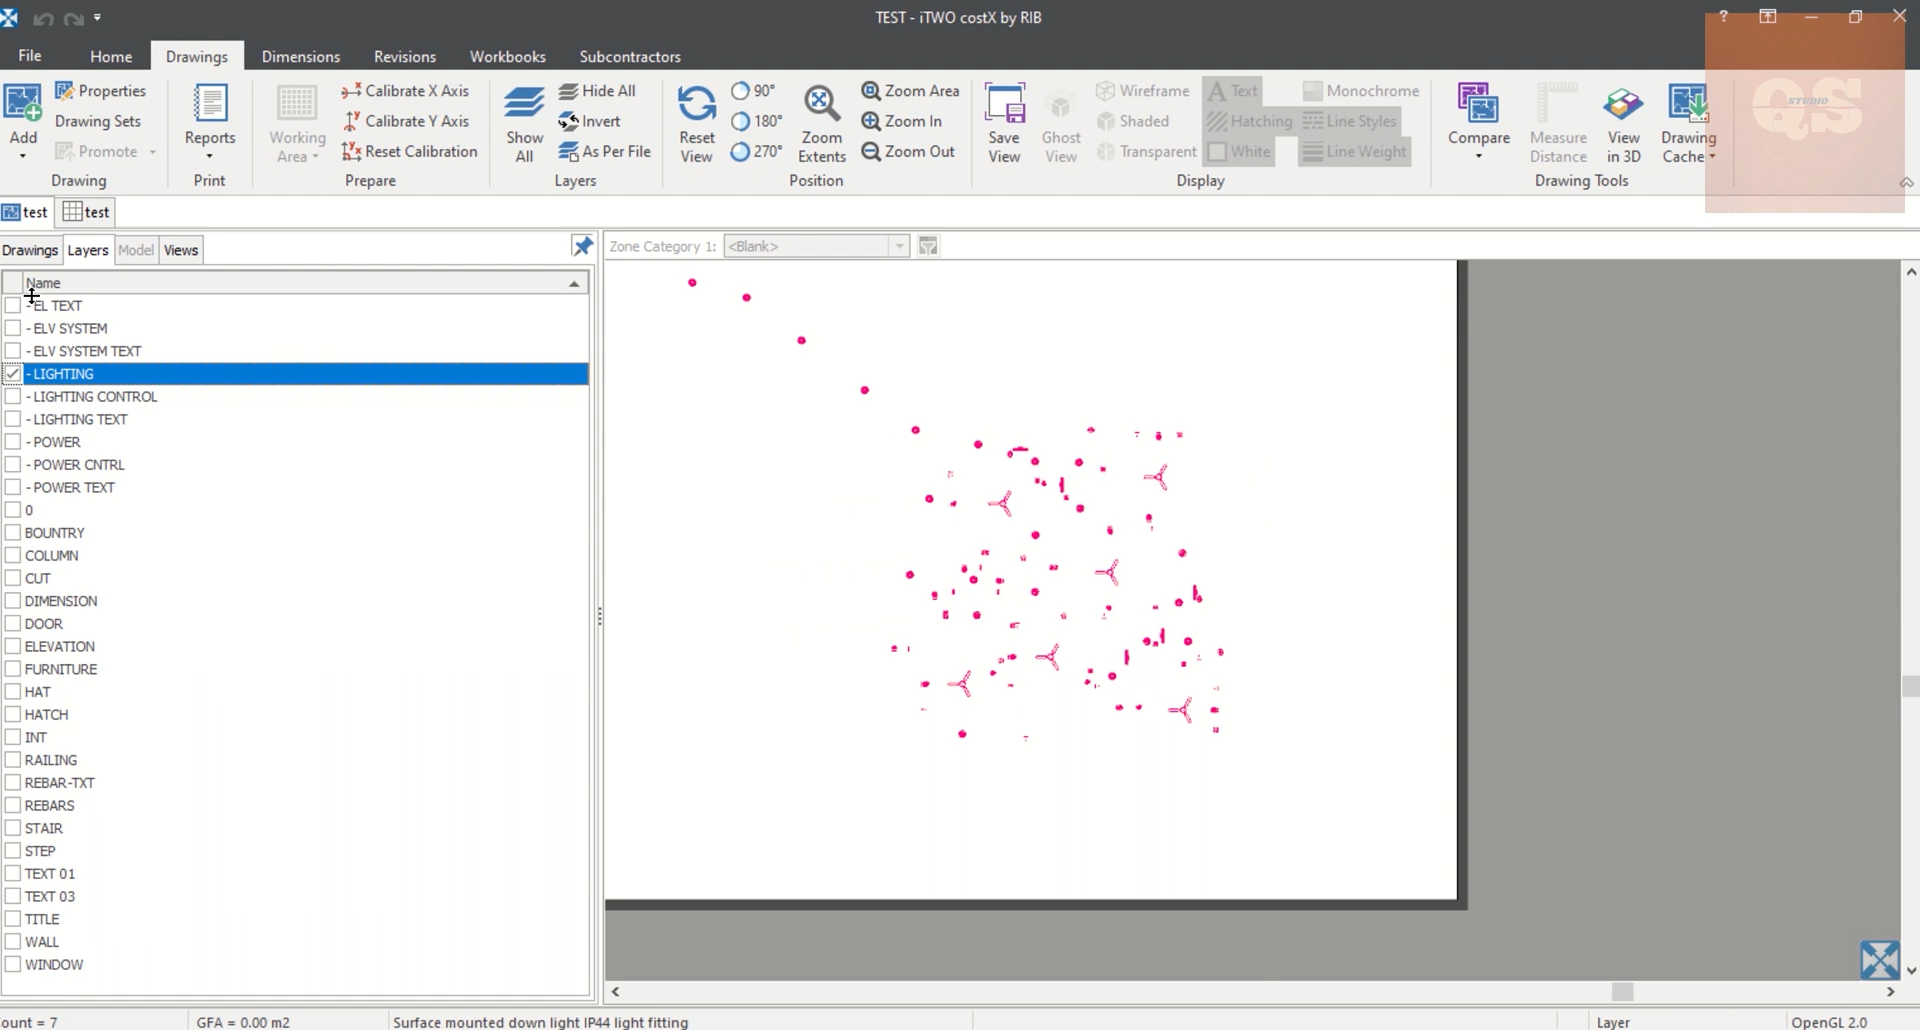 TEST - iTWO costX by RIB
?
File Home Drawings Dimensions Revisions Workbooks Subcontractors
Add
Properties
Drawing Sets
Promote
Drawing
Reports
Print
Working Area
Calibrate X Axis
Calibrate Y Axis
Reset Calibration
Prepare
Show All
Hide All
Invert
As Per File
Layers
Reset View
90°
180°
270°
Zoom Extents
Zoom Area
Zoom In
Zoom Out
Position
Save View
Ghost View
Wireframe
Shaded
Transparent
A Text
Hatching
White
Monochrome
Line Styles
Line Weight
Display
Compare
Measure Distance
View in 3D
Drawing Cache
Drawing Tools
QS
STUDIO
test test
Drawings Layers Model Views
Zone Category 1: <Blank>
Name
- EL TEXT
- ELV SYSTEM
- ELV SYSTEM TEXT
- LIGHTING
- LIGHTING CONTROL
- LIGHTING TEXT
- POWER
- POWER CNTRL
- POWER TEXT
0
BOUNTRY
COLUMN
CUT
DIMENSION
DOOR
ELEVATION
FURNITURE
HAT
HATCH
INT
RAILING
REBAR-TXT
REBARS
STAIR
STEP
TEXT 01
TEXT 03
TITLE
WALL
WINDOW
ount = 7 GFA = 0.00 m2 Surface mounted down light IP44 light fitting Layer OpenGL 2.0